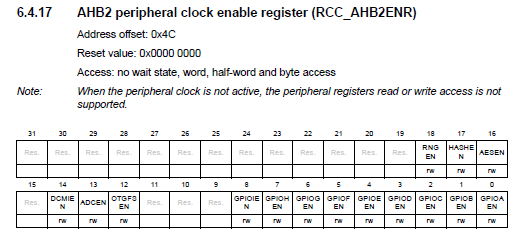 6.4.17 AHB2 peripheral clock enable register (RCC_AHB2ENR)
Address offset: 0x4C
Reset value: 0x0000 0000
Access: no wait state, word, half-word and byte access
Note: When the peripheral clock is not active, the peripheral registers read or write access is not
supported.
31 30 29 28 27 26 25 24 23 22 21 20 19 18 17 16
Res. Res. Res. Res. Res. Res. Res. Res. Res. Res. Res. Res. Res. RNG HASHE AESEN
EN N
rw rw rw
15 14 13 12 11 10 9 8 7 6 5 4 3 2 1 0
Res. DCMIE ADCEN OTGFS Res. Res. Res. GPIOIE GPIOH GPIOG GPIOF GPIOE GPIOD GPIOC GPIOB GPIOA
N EN N EN EN EN EN EN EN EN EN
rw rw rw rw rw rw rw rw rw rw rw rw